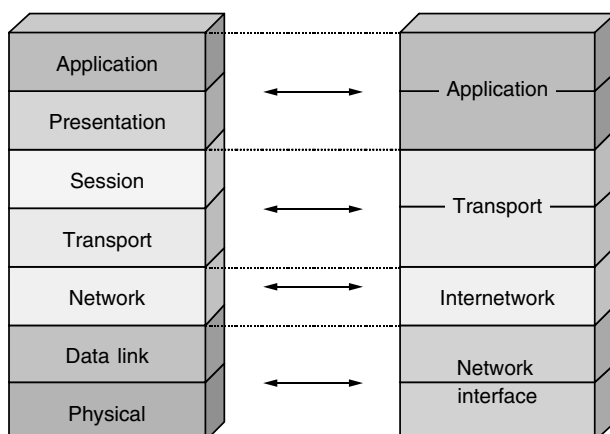 Application
Presentation
Session
Transport
Network
Data link
Physical
Application
Transport
Internetwork
Network
interface